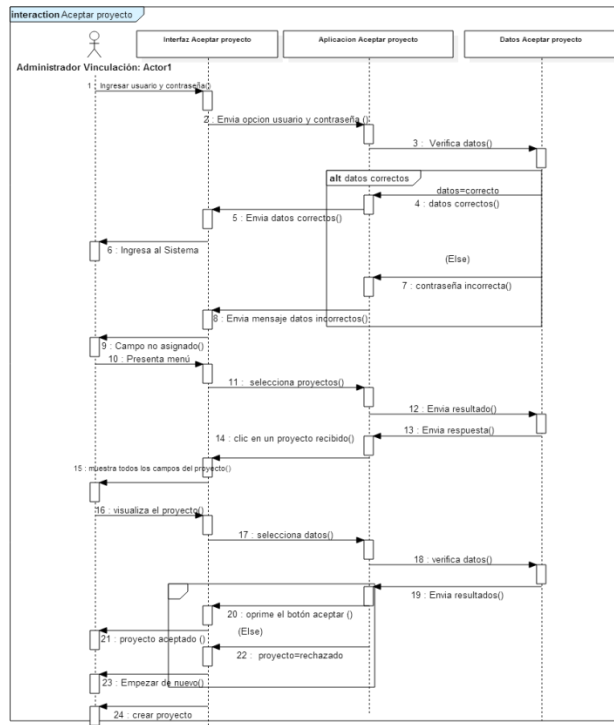 interaction Aceptar proyecto
Interfaz Aceptar proyecto
Aplicacion Aceptar proyecto
Datos Aceptar proyecto
Administrador Vinculación: Actor1
1 : Ingresar usuario y contraseña()
2 : Envia opcion usuario y contraseña ()
3 : Verifica datos()
alt datos correctos
datos=correcto
4 : datos correctos()
5 : Envia datos correctos()
6 : Ingresa al Sistema
(Else)
7 : contraseña incorrecta()
8 : Envia mensaje datos incorrectos()
9 : Campo no asignado()
10 : Presenta menú
11 : selecciona proyectos()
12 : Envia resultado()
13 : Envia respuesta()
14 : clic en un proyecto recibido()
15 : muestra todos los campos del proyecto()
16 : visualiza el proyecto()
17 : selecciona datos()
18 : verifica datos()
19 : Envia resultados()
20 : oprime el botón aceptar ()
21 : proyecto aceptado ()
(Else)
22 : proyecto=rechazado
23 : Empezar de nuevo()
24 : crear proyecto